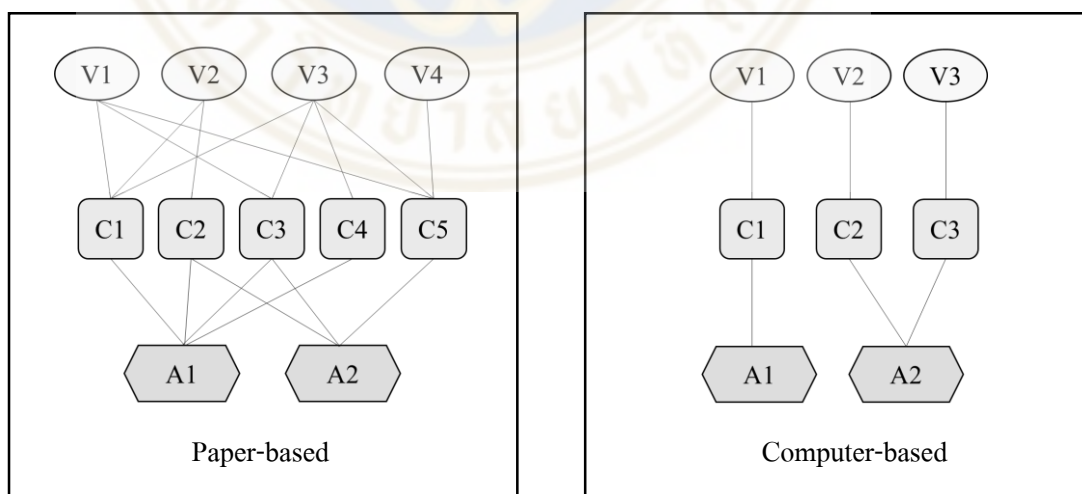 V1 V2 V3 V4
C1 C2 C3 C4 C5
A1 A2
Paper-based
V1 V2 V3
C1 C2 C3
A1 A2
Computer-based